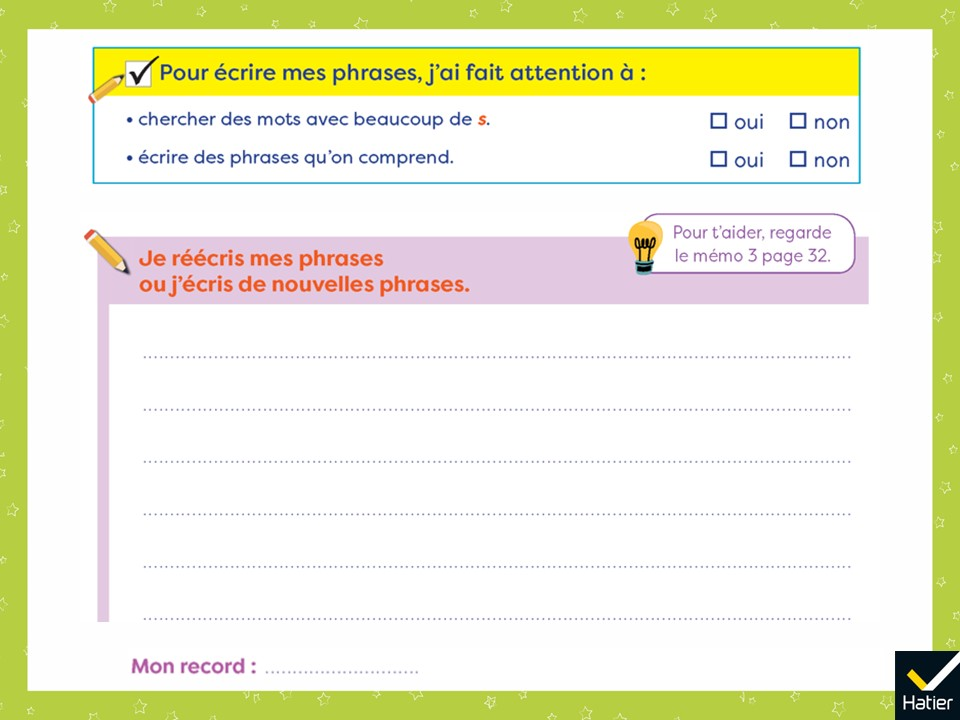 Pour écrire mes phrases, j'ai fait attention à :
• chercher des mots avec beaucoup de s. ☐ oui ☐ non
• écrire des phrases qu'on comprend. ☐ oui ☐ non
Pour t'aider, regarde
le mémo 3 page 32.
Je réécris mes phrases
ou j'écris de nouvelles phrases.
Mon record : ............................
Hatier